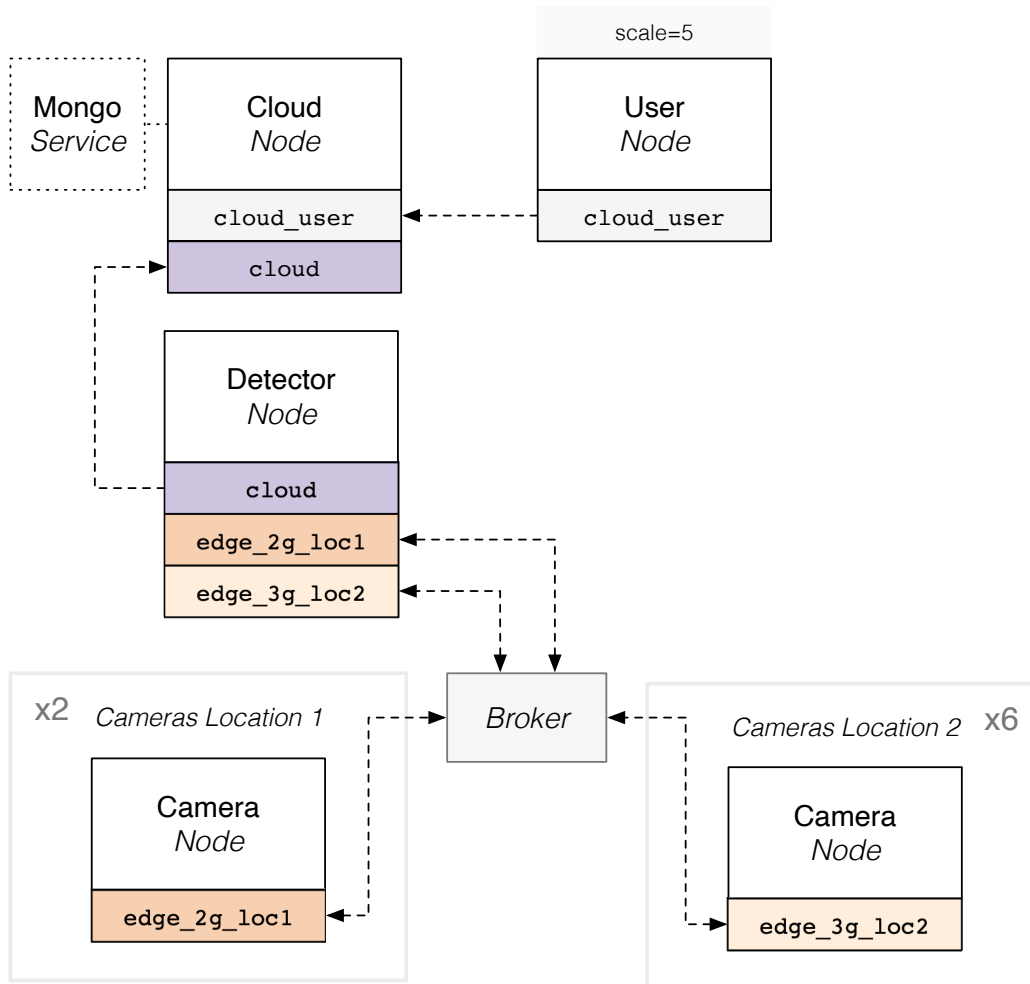 scale=5
Mongo
Service
Cloud
Node
User
Node
cloud_user
cloud_user
cloud
Detector
Node
cloud
edge_2g_loc1
edge_3g_loc2
x2
Cameras Location 1
Broker
Cameras Location 2
x6
Camera
Node
edge_2g_loc1
Camera
Node
edge_3g_loc2